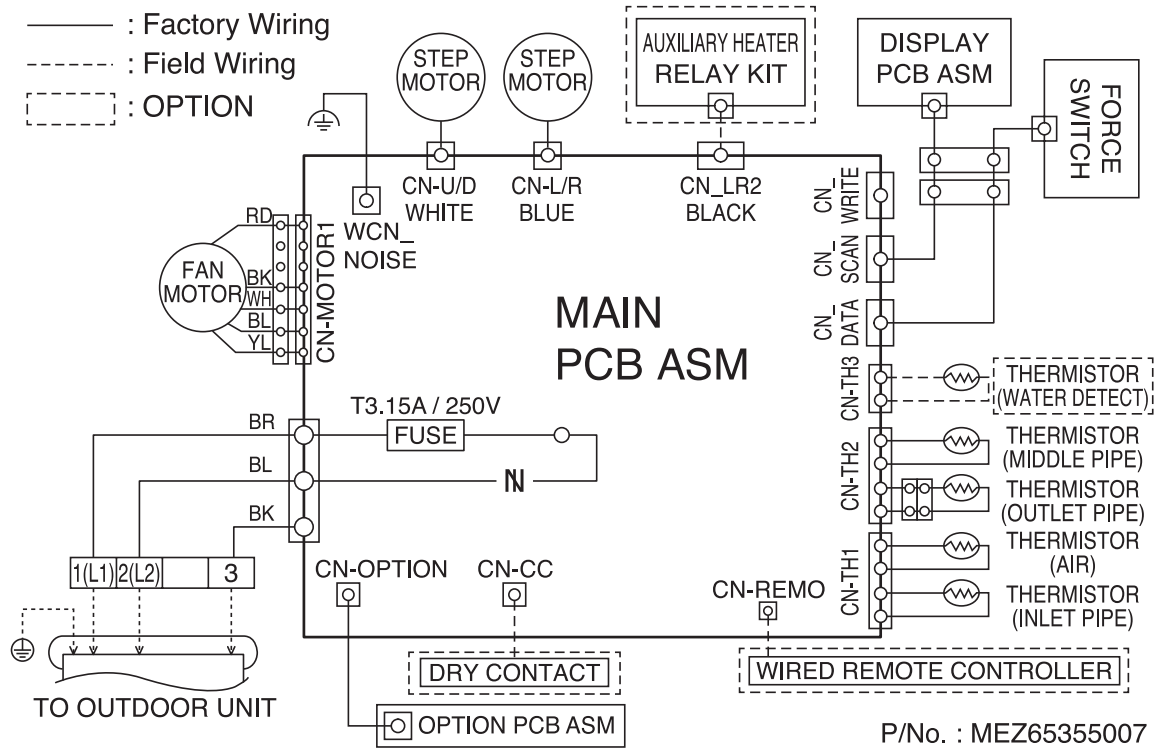 : Factory Wiring
: Field Wiring
: OPTION
STEP
MOTOR
STEP
MOTOR
AUXILIARY HEATER
RELAY KIT
DISPLAY
PCB ASM
FORCE
SWITCH
CN-U/D
WHITE
CN-L/R
BLUE
CN_LR2
BLACK
CN_
WRITE
CN_
SCAN
CN_
DATA
WCN_
NOISE
RD
BK
WH
BL
YL
FAN
MOTOR
CN-MOTOR1
MAIN
PCB ASM
CN-TH3
THERMISTOR
(WATER DETECT)
CN-TH2
THERMISTOR
(MIDDLE PIPE)
THERMISTOR
(OUTLET PIPE)
CN-TH1
THERMISTOR
(AIR)
THERMISTOR
(INLET PIPE)
T3.15A / 250V
FUSE
BR
BL
BK
1(L1) 2(L2) 3
TO OUTDOOR UNIT
CN-OPTION
CN-CC
CN-REMO
DRY CONTACT
WIRED REMOTE CONTROLLER
OPTION PCB ASM
P/No. : MEZ65355007